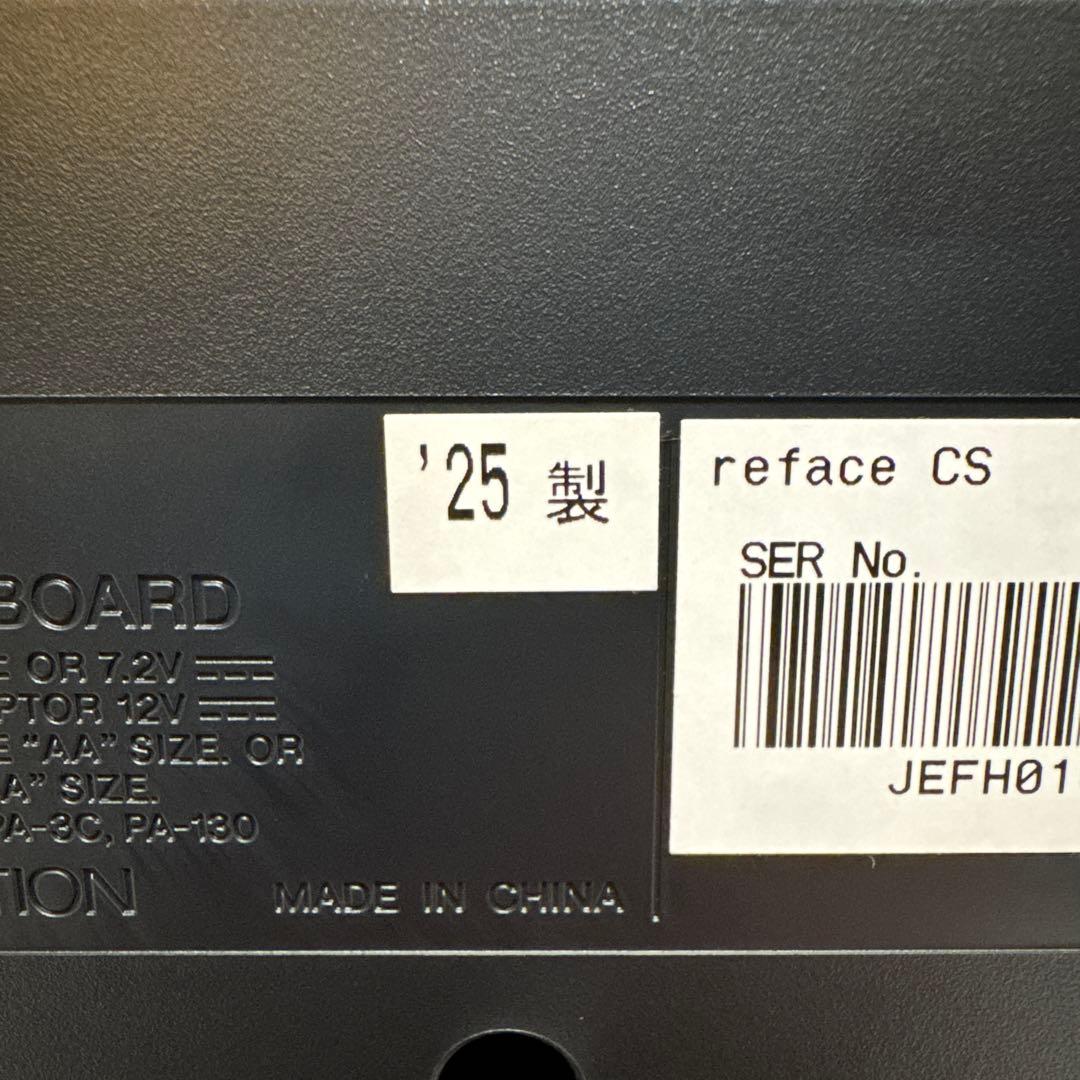 '25 製
reface CS
SER No.
JEFH01
BOARD
OR 7.2V
PTOR 12V
E "AA" SIZE. OR
A" SIZE.
PA-3C, PA-130
TION
MADE IN CHINA